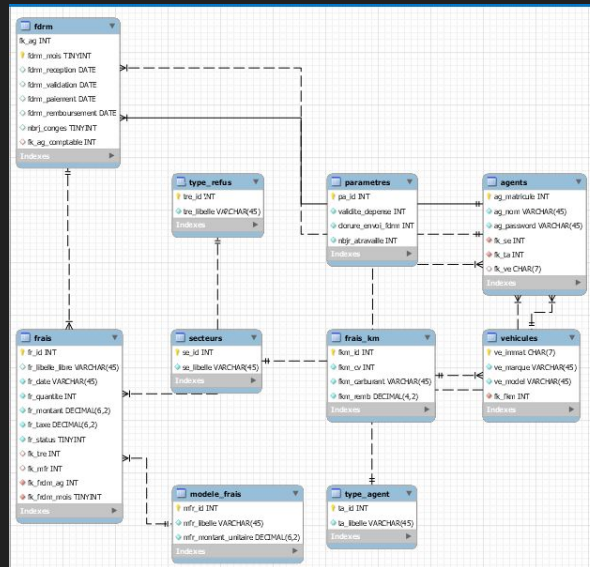 fdrm
fk_ag INT
fdrm_mois TINYINT
fdrm_reception DATE
fdrm_validation DATE
fdrm_paiement DATE
fdrm_remboursement DATE
nbrj_conges TINYINT
fk_ag_comptable INT
Indexes
type_refus
tre_id INT
tre_libelle VARCHAR(45)
Indexes
parametres
pa_id INT
validite_depense INT
dorure_envoi_fdrm INT
nbjr_atravaille INT
Indexes
agents
ag_matricule INT
ag_nom VARCHAR(45)
ag_password VARCHAR(45)
fk_se INT
fk_ta INT
fk_ve CHAR(7)
Indexes
frais
fr_id INT
fr_libelle_libre VARCHAR(45)
fr_date VARCHAR(45)
fr_quantite INT
fr_montant DECIMAL(6,2)
fr_taxe DECIMAL(6,2)
fr_status TINYINT
fk_tre INT
fk_mfr INT
fk_frdm_ag INT
fk_frdm_mois TINYINT
Indexes
secteurs
se_id INT
se_libelle VARCHAR(45)
Indexes
frais_km
fkm_id INT
fkm_cv INT
fkm_carburant VARCHAR(45)
fkm_remb DECIMAL(4,2)
Indexes
vehicules
ve_immat CHAR(7)
ve_marque VARCHAR(45)
ve_model VARCHAR(45)
fk_fkm INT
Indexes
modele_frais
mfr_id INT
mfr_libelle VARCHAR(45)
mfr_montant_unitaire DECIMAL(6,2)
Indexes
type_agent
ta_id INT
ta_libelle VARCHAR(45)
Indexes